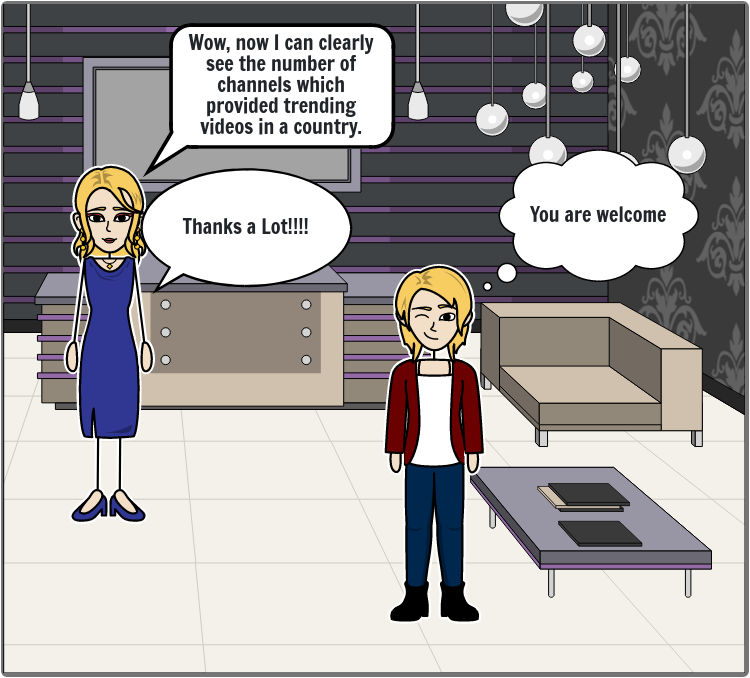 Wow, now I can clearly
see the number of
channels which
provided trending
videos in a country.
Thanks a Lot!!!!
You are welcome